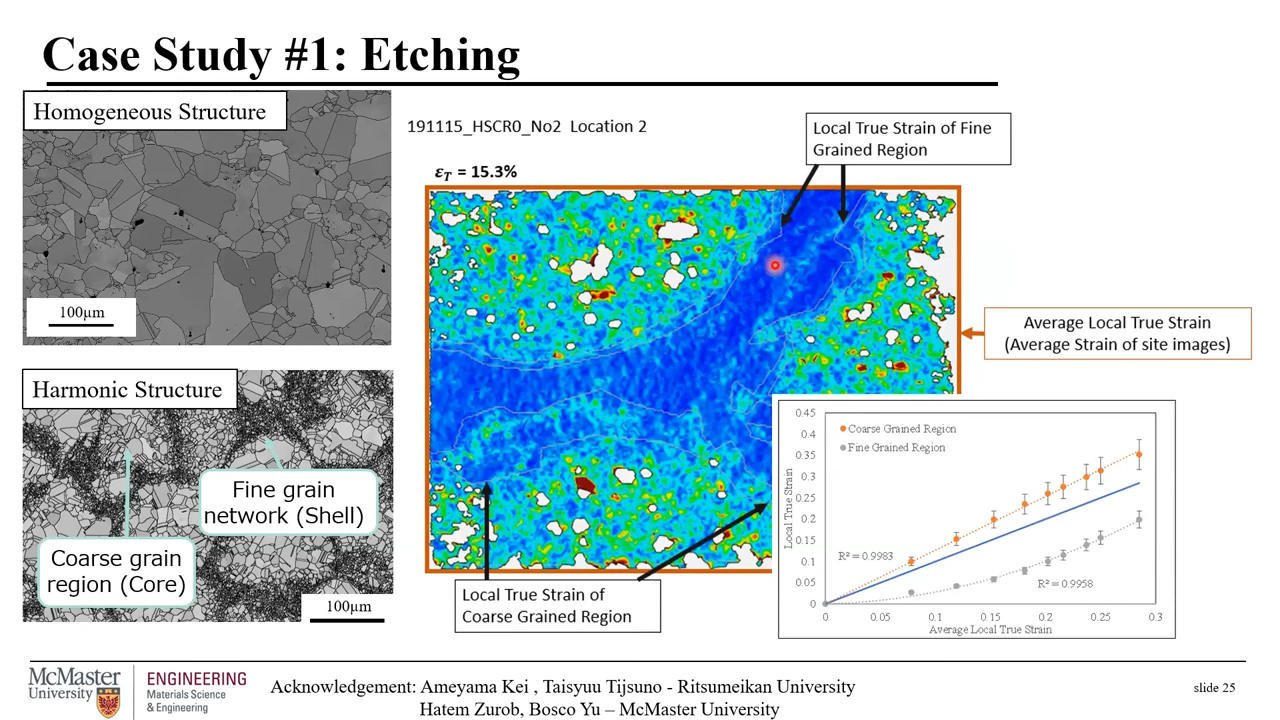 Case Study #1: Etching
Homogeneous Structure
100µm
Harmonic Structure
Fine grain
network (Shell)
Coarse grain
region (Core)
100µm
191115_HSCR0_No2 Location 2
ε_T = 15.3%
Local True Strain of Fine
Grained Region
Average Local True Strain
(Average Strain of site images)
Local True Strain of
Coarse Grained Region
Coarse Grained Region
Fine Grained Region
Local True Strain
0.45
0.4
0.35
0.3
0.25
0.2
0.15
0.1
0.05
0
R² = 0.9983
R² = 0.9958
0 0.05 0.1 0.15 0.2 0.25 0.3
Average Local True Strain
McMaster
University
ENGINEERING
Materials Science
& Engineering
Acknowledgement: Ameyama Kei , Taisyuu Tijsuno - Ritsumeikan University
Hatem Zurob, Bosco Yu – McMaster University
slide 25